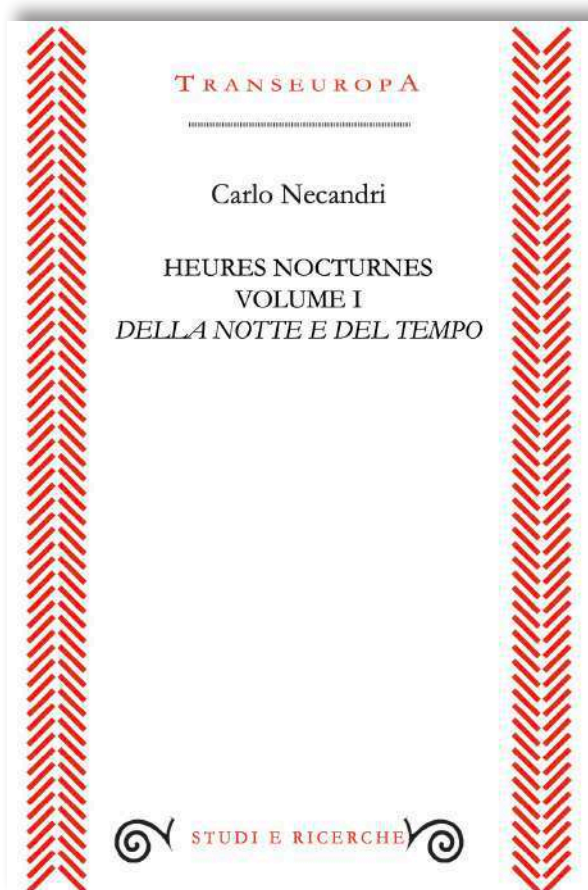 TRANSEUROPA
Carlo Necandri
HEURES NOCTURNES
VOLUME I
DELLA NOTTE E DEL TEMPO
STUDI E RICERCHE